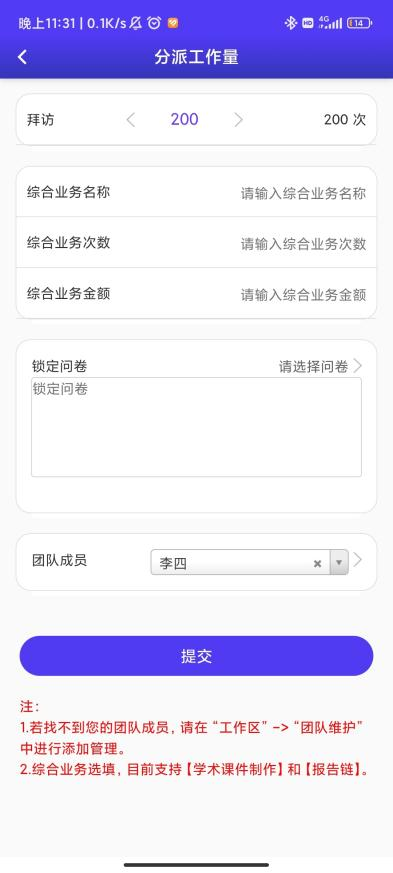 晚上11:31 | 0.1K/s
HD 4G 14
分派工作量
拜访 200 200 次
综合业务名称 请输入综合业务名称
综合业务次数 请输入综合业务次数
综合业务金额 请输入综合业务金额
锁定问卷 请选择问卷
锁定问卷
团队成员 李四
提交
注：
1.若找不到您的团队成员，请在“工作区” -> “团队维护”
中进行添加管理。
2.综合业务选填，目前支持【学术课件制作】和【报告链】。